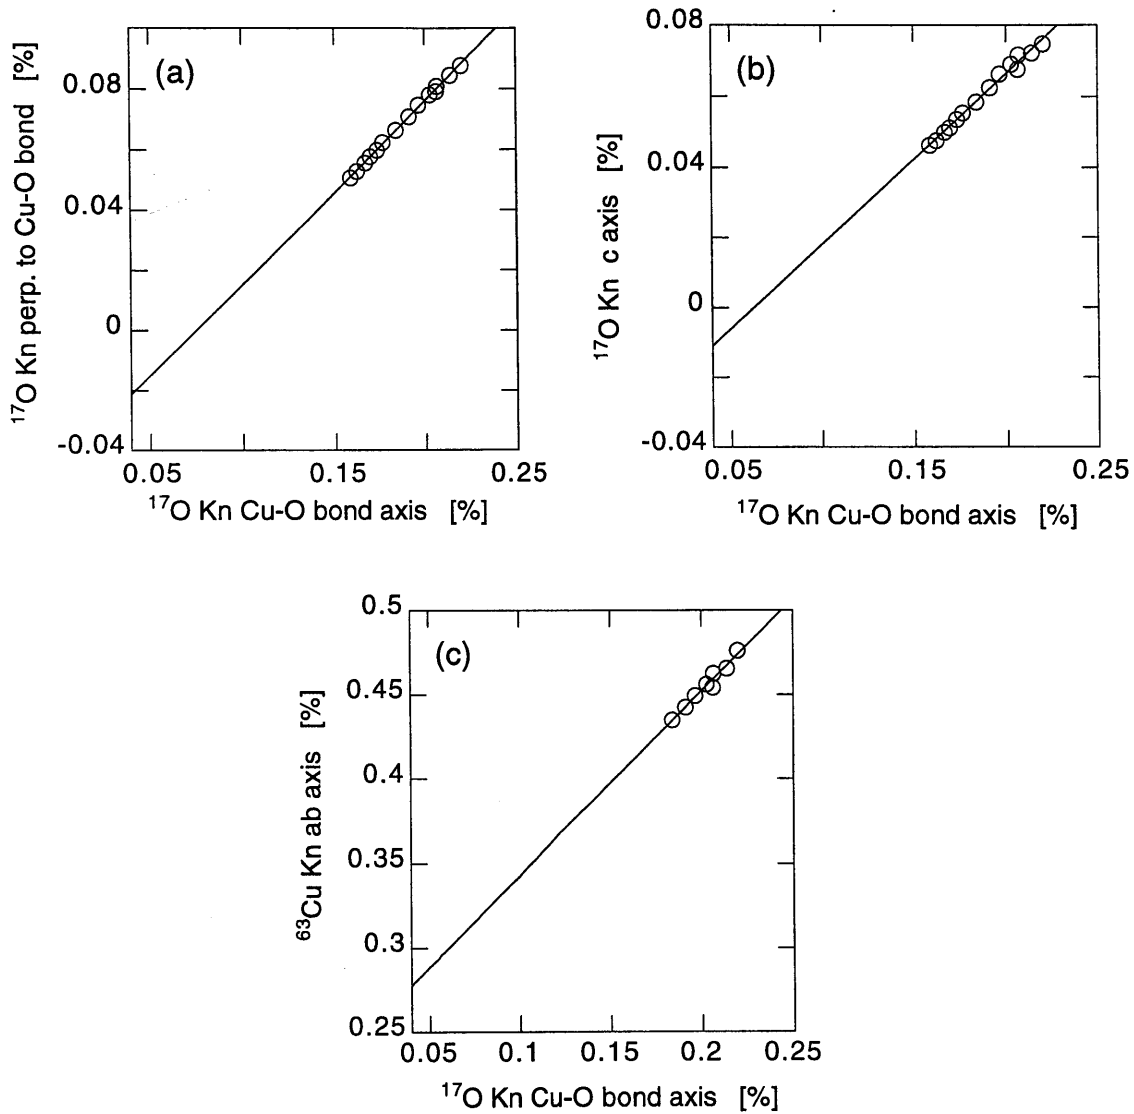 (a)
17O Kn perp. to Cu-O bond [%]
0.08
0.04
0
-0.04
0.05 0.15 0.25
17O Kn Cu-O bond axis [%]
(b)
17O Kn c axis [%]
0.08
0.04
0
-0.04
0.05 0.15 0.25
17O Kn Cu-O bond axis [%]
(c)
63Cu Kn ab axis [%]
0.5
0.45
0.4
0.35
0.3
0.25
0.05 0.1 0.15 0.2 0.25
17O Kn Cu-O bond axis [%]